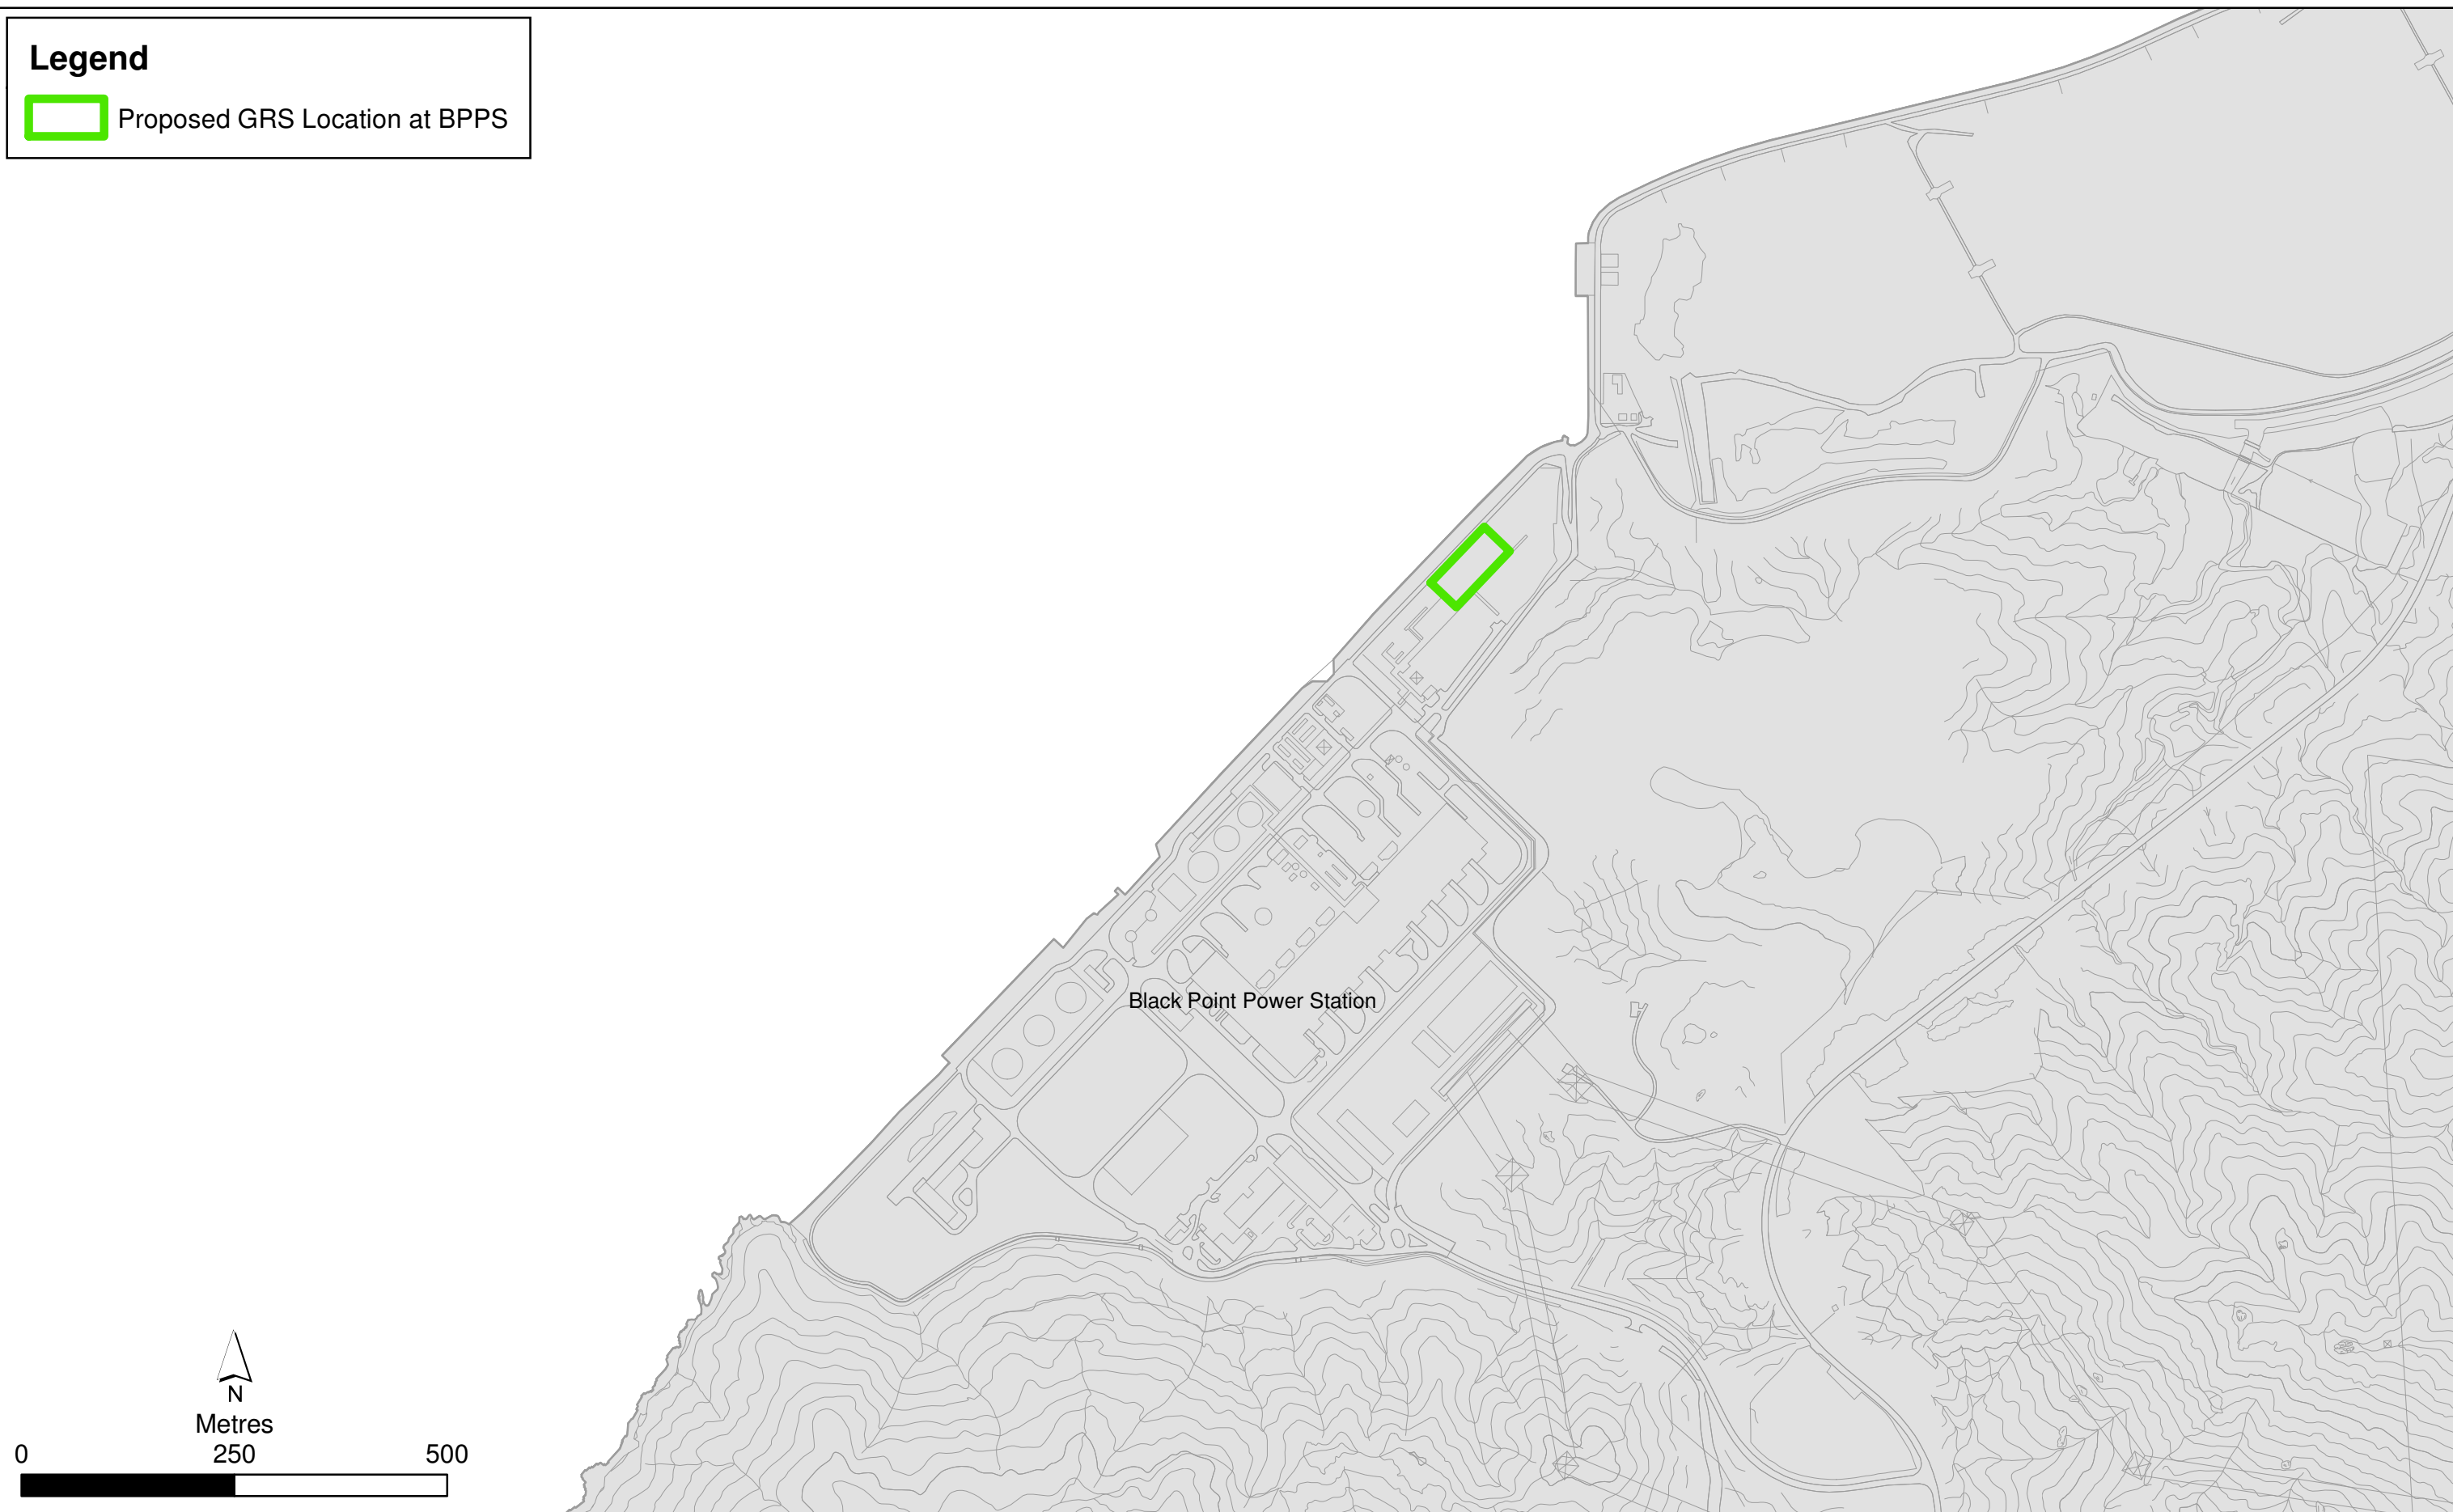 Legend
Proposed GRS Location at BPPS
Black Point Power Station
N
Metres
0 250 500